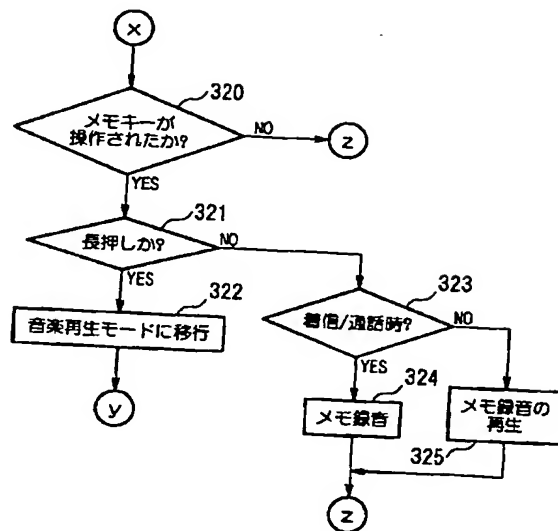 x
320
メモキーが
操作されたか?
NO
z
YES
321
長押しか?
NO
YES
322
音楽再生モードに移行
y
323
着信/通話時?
NO
YES
324
メモ録音
メモ録音の
再生
325
z